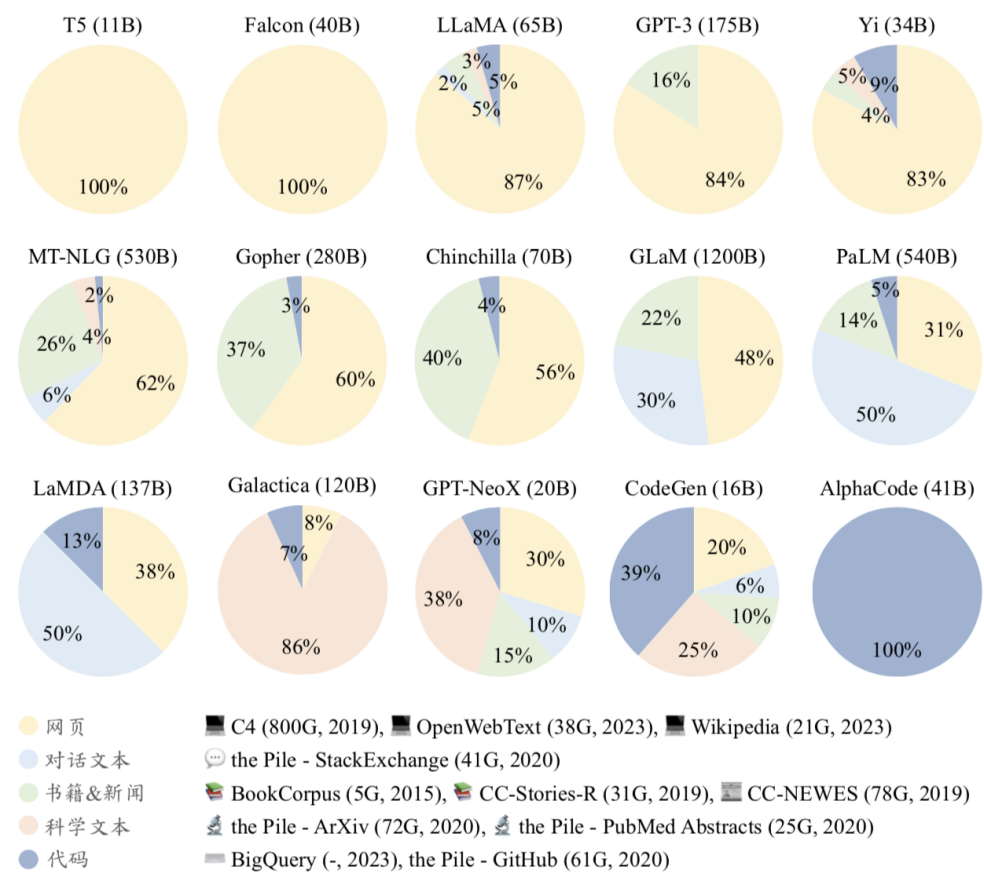 T5 (11B) Falcon (40B) LLaMA (65B) GPT-3 (175B) Yi (34B)
3% 5% 2% 5% 16% 5% 9% 4%
100% 100% 87% 84% 83%
MT-NLG (530B) Gopher (280B) Chinchilla (70B) GLaM (1200B) PaLM (540B)
2% 3% 4% 5%
26% 4% 37% 40% 22% 14% 31%
6% 62% 60% 56% 30% 48% 50%
LaMDA (137B) Galactica (120B) GPT-NeoX (20B) CodeGen (16B) AlphaCode (41B)
13% 8% 7% 8% 20%
38% 38% 30% 39% 6%
50% 86% 10% 15% 10% 25% 100%
网页 C4 (800G, 2019), OpenWebText (38G, 2023), Wikipedia (21G, 2023)
对话文本 the Pile - StackExchange (41G, 2020)
书籍&新闻 BookCorpus (5G, 2015), CC-Stories-R (31G, 2019), CC-NEWES (78G, 2019)
科学文本 the Pile - ArXiv (72G, 2020), the Pile - PubMed Abstracts (25G, 2020)
代码 BigQuery (-, 2023), the Pile - GitHub (61G, 2020)